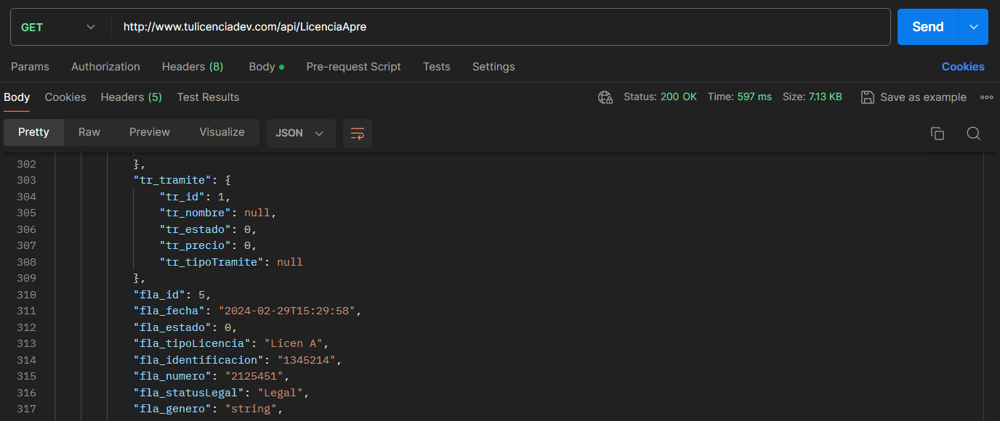 GET http://www.tulicenciadev.com/api/LicenciaApre Send
Params Authorization Headers (8) Body Pre-request Script Tests Settings Cookies
Body Cookies Headers (5) Test Results Status: 200 OK Time: 597 ms Size: 7.13 KB Save as example
Pretty Raw Preview Visualize JSON
302 },
303 "tr_tramite": {
304 "tr_id": 1,
305 "tr_nombre": null,
306 "tr_estado": 0,
307 "tr_precio": 0,
308 "tr_tipoTramite": null
309 },
310 "fla_id": 5,
311 "fla_fecha": "2024-02-29T15:29:58",
312 "fla_estado": 0,
313 "fla_tipoLicencia": "Licen A",
314 "fla_identificacion": "1345214",
315 "fla_numero": "2125451",
316 "fla_statusLegal": "Legal",
317 "fla_genero": "string",